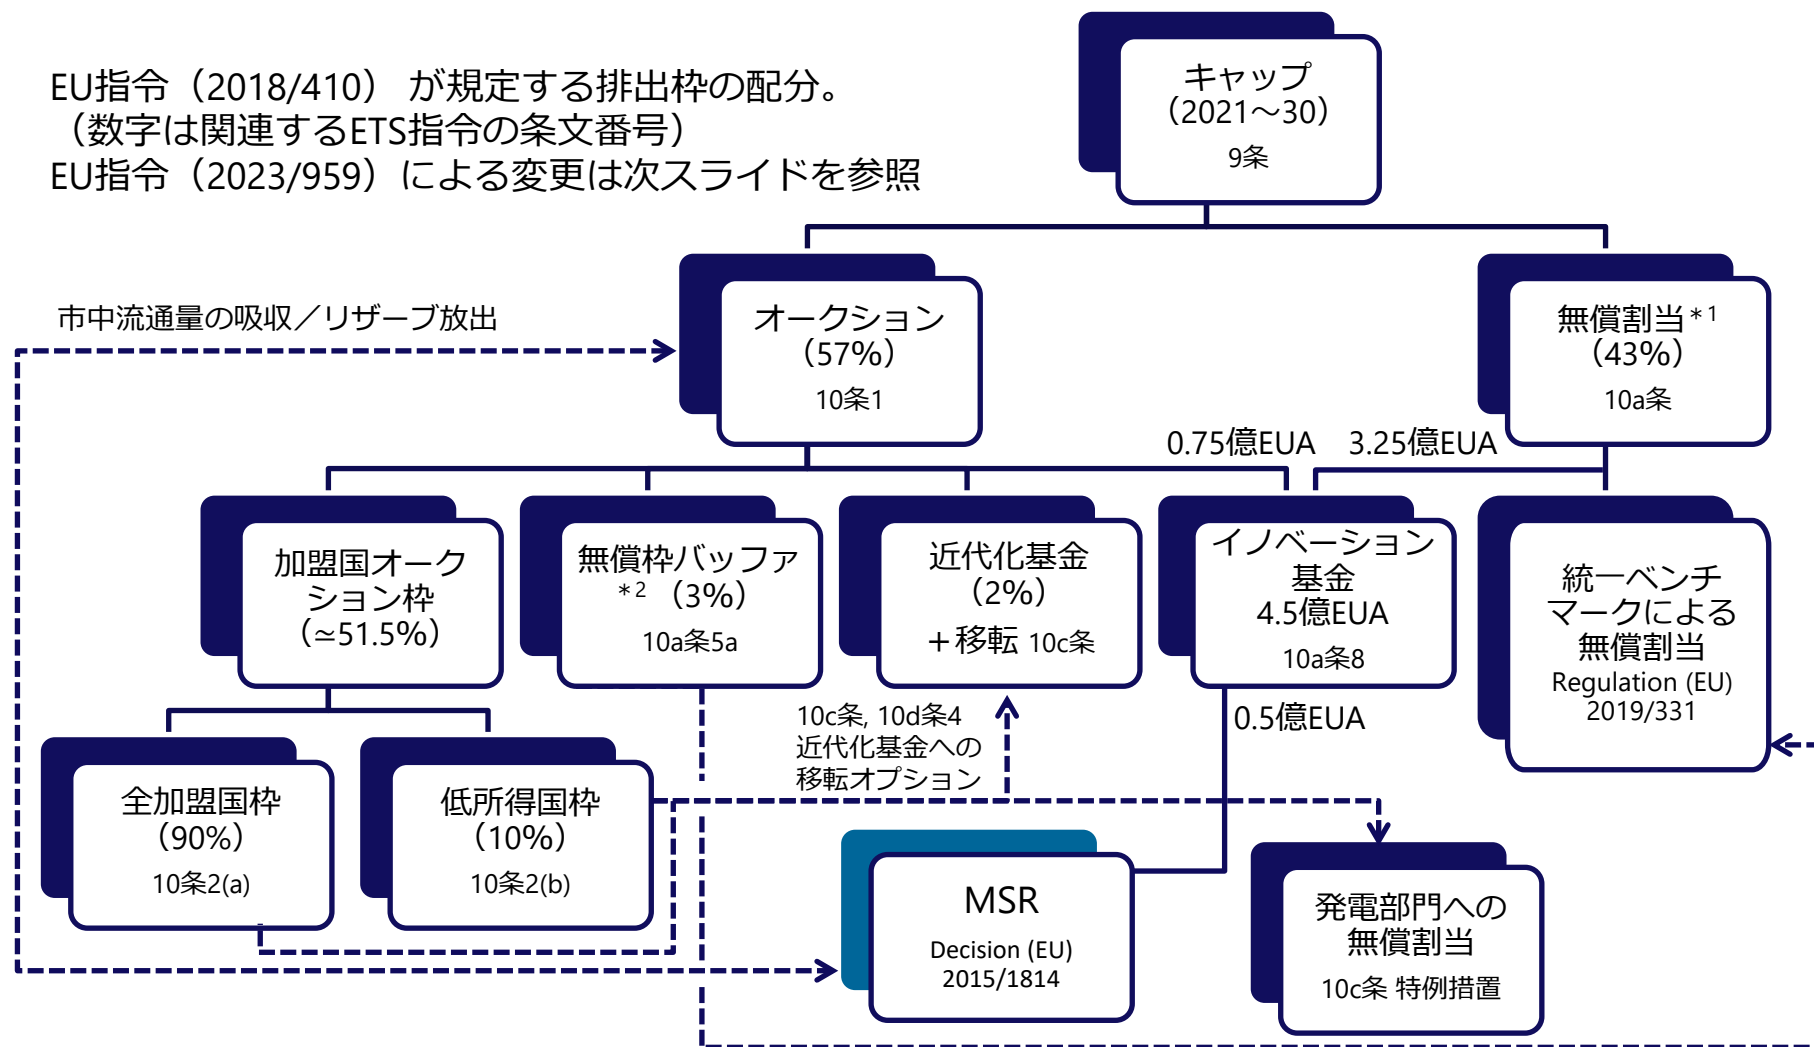 EU指令（2018/410） が規定する排出枠の配分。
（数字は関連するETS指令の条文番号）
EU指令（2023/959）による変更は次スライドを参照
キャップ
（2021～30）
9条
市中流通量の吸収／リザーブ放出
オークション
（57%）
10条1
無償割当＊1
（43%）
10a条
0.75億EUA
3.25億EUA
加盟国オーク
ション枠
（≃51.5%）
無償枠バッファ
＊2 （3%）
10a条5a
近代化基金
（2%）
＋移転 10c条
イノベーション
基金
4.5億EUA
10a条8
統一ベンチ
マークによる
無償割当
Regulation (EU)
2019/331
10c条, 10d条4
近代化基金への
移転オプション
0.5億EUA
全加盟国枠
（90%）
10条2(a)
低所得国枠
（10%）
10条2(b)
MSR
Decision (EU)
2015/1814
発電部門への
無償割当
10c条 特例措置